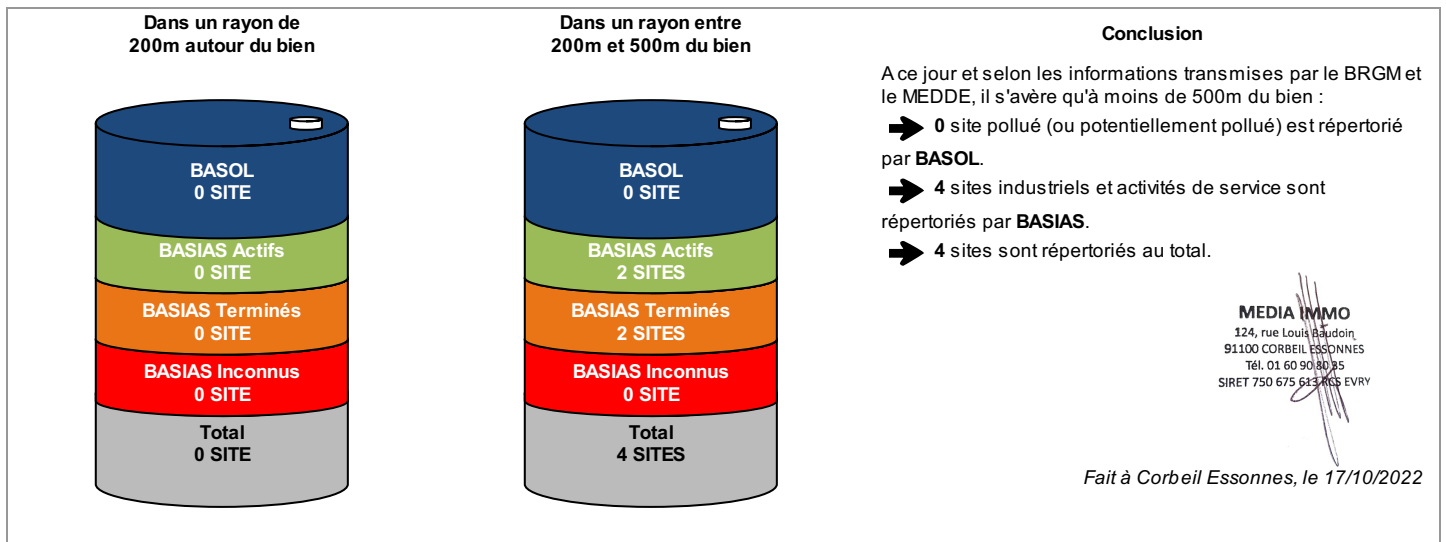 Dans un rayon de
200m autour du bien
BASOL
0 SITE
BASIAS Actifs
0 SITE
BASIAS Terminés
0 SITE
BASIAS Inconnus
0 SITE
Total
0 SITE
Dans un rayon entre
200m et 500m du bien
BASOL
0 SITE
BASIAS Actifs
2 SITES
BASIAS Terminés
2 SITES
BASIAS Inconnus
0 SITE
Total
4 SITES
Conclusion
A ce jour et selon les informations transmises par le BRGM et
le MEDDE, il s'avère qu'à moins de 500m du bien :
0 site pollué (ou potentiellement pollué) est répertorié
par BASOL.
4 sites industriels et activités de service sont
répertoriés par BASIAS.
4 sites sont répertoriés au total.
MEDIA IMMO
124, rue Louis Baudoin
91100 CORBEIL ESSONNES
Tél. 01 60 90 80 85
SIRET 750 675 613 RCS EVRY
Fait à Corbeil Essonnes, le 17/10/2022